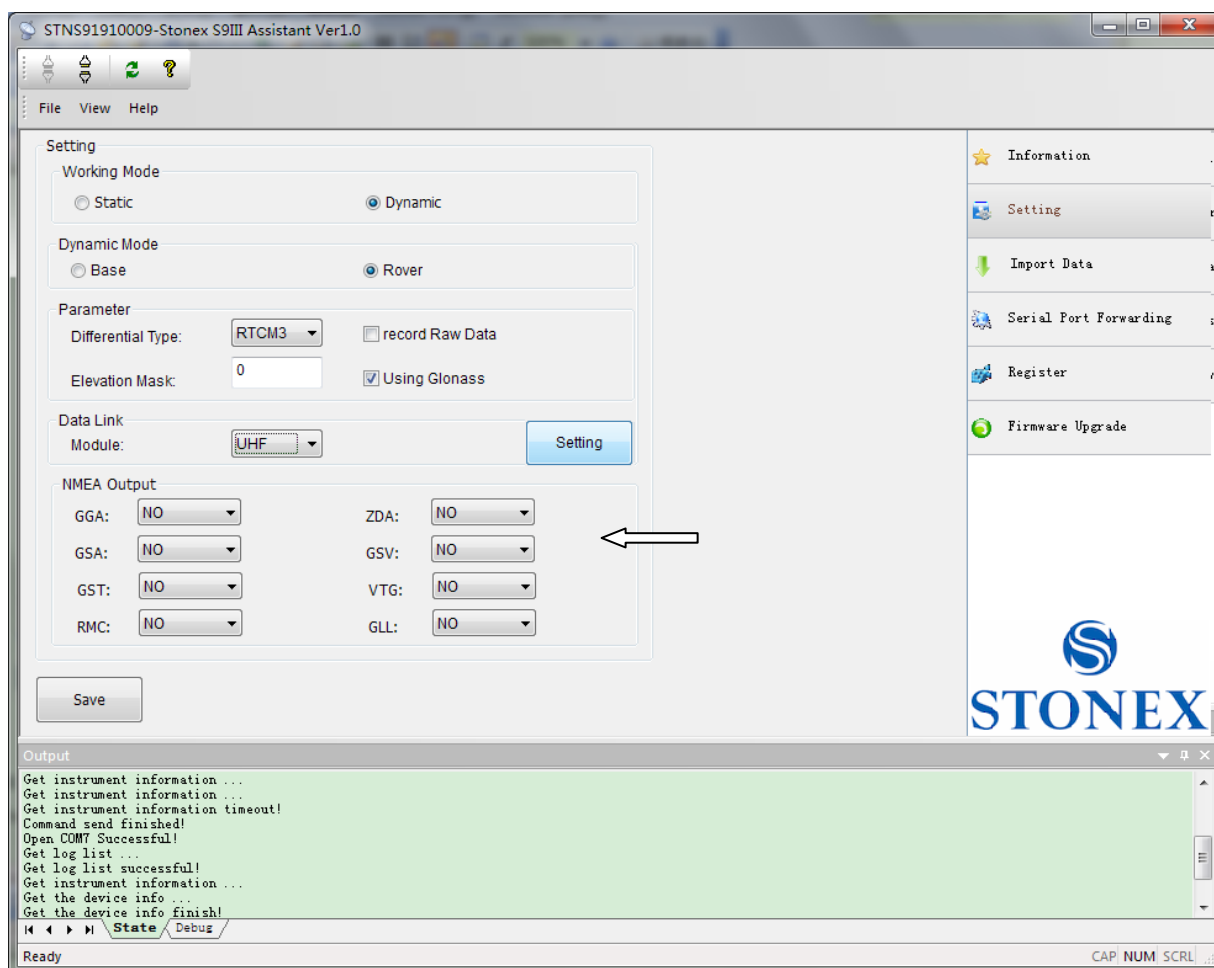 STNS91910009-Stonex S9III Assistant Ver1.0
File View Help
Setting
Working Mode
Static Dynamic
Dynamic Mode
Base Rover
Parameter
Differential Type: RTCM3 record Raw Data
Elevation Mask: 0 Using Glonass
Data Link
Module: UHF Setting
NMEA Output
GGA: NO ZDA: NO
GSA: NO GSV: NO
GST: NO VTG: NO
RMC: NO GLL: NO
Save
Information
Setting
Import Data
Serial Port Forwarding
Register
Firmware Upgrade
STONEX
Output
Get instrument information ...
Get instrument information ...
Get instrument information timeout!
Command send finished!
Open COM7 Successful!
Get log list ...
Get log list successful!
Get instrument information ...
Get the device info ...
Get the device info finish!
State Debug
Ready CAP NUM SCRL